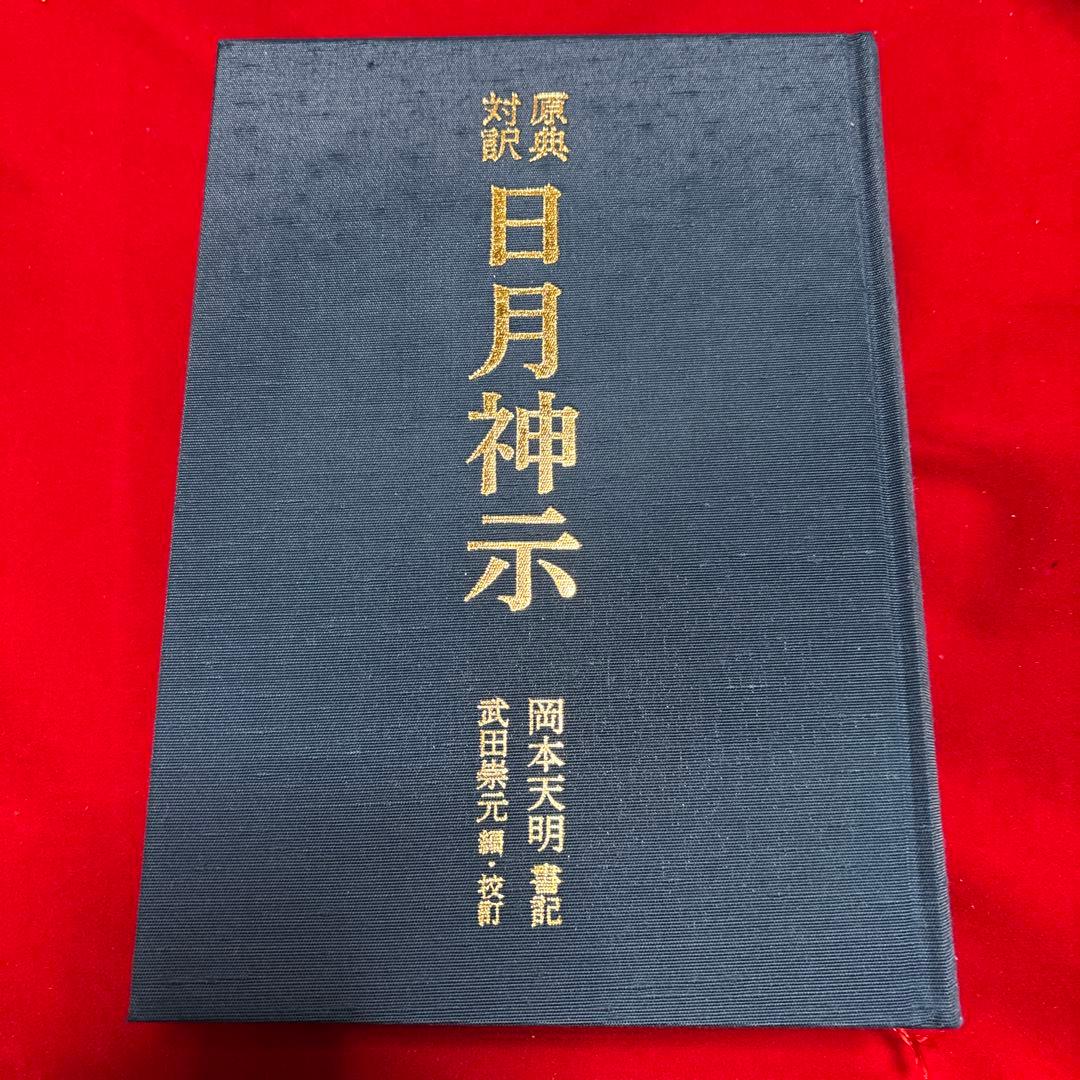 原典
対訳
日月神示
岡本天明 書記
武田崇元 編・校訂